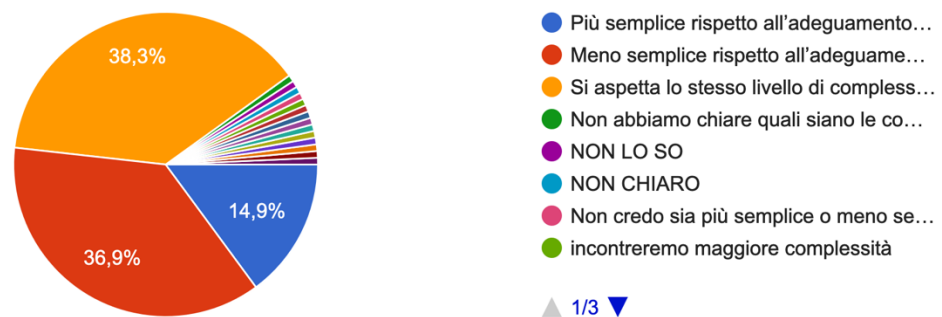 38,3%
14,9%
36,9%
Più semplice rispetto all'adeguamento…
Meno semplice rispetto all'adeguame…
Si aspetta lo stesso livello di compless…
Non abbiamo chiare quali siano le co…
NON LO SO
NON CHIARO
Non credo sia più semplice o meno se…
incontreremo maggiore complessità
1/3